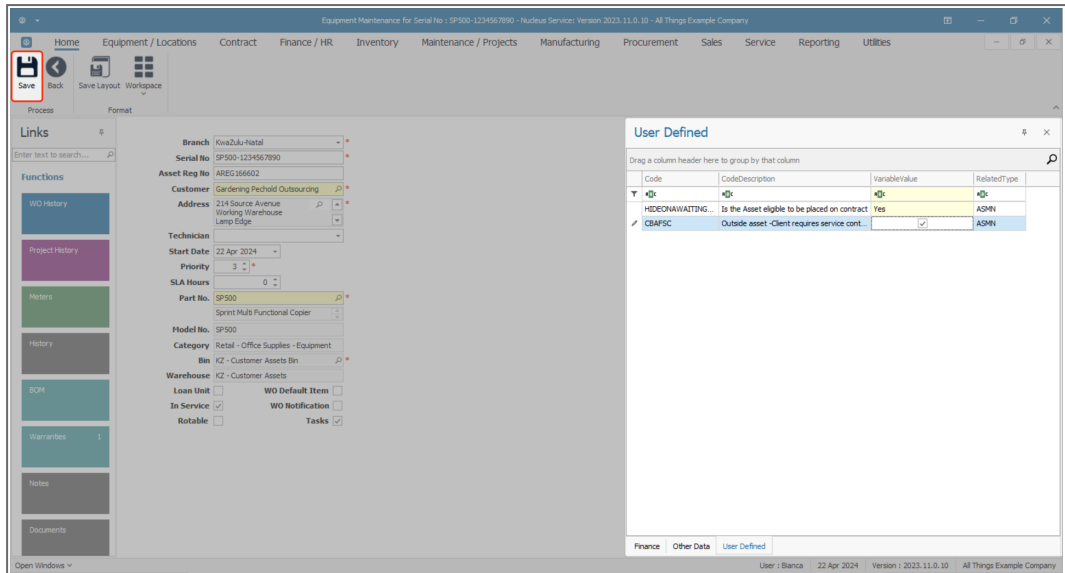 Equipment Maintenance for Serial No : SP500-1234567890 - Nudeus Service: Version 2023.11.0.10 - All Things Example Company
Home Equipment / Locations Contract Finance / HR Inventory Maintenance / Projects Manufacturing Procurement Sales Service Reporting Utilities
Save Back Save Layout Workspace
Process Format
Links
Enter text to search...
Functions
WO History
Project History
Meters
History
BOM
Warranties 1
Notes
Documents
Branch KwaZulu-Natal *
Serial No SP500-1234567890 *
Asset Reg No AREG166602
Customer Gardening Pechold Outsourcing *
Address 214 Source Avenue *
Working Warehouse
Lamp Edge
Technician
Start Date 22 Apr 2024
Priority 3 *
SLA Hours 0
Part No. SP500 *
Sprint Multi Functional Copier
Model No. SP500
Category Retail - Office Supplies - Equipment
Bin KZ - Customer Assets Bin *
Warehouse KZ - Customer Assets
Loan Unit WO Default Item
In Service WO Notification
Rotable Tasks
User Defined
Drag a column header here to group by that column
Code CodeDescription VariableValue RelatedType
HIDEONAWAITING... Is the Asset eligible to be placed on contract Yes ASMN
CBAFSC Outside asset -Client requires service cont... ASMN
Finance Other Data User Defined
Open Windows User : Bianca 22 Apr 2024 Version : 2023.11.0.10 All Things Example Company